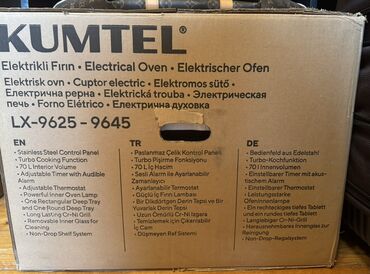 KUMTEL
Elektrikli Fırın • Electrical Oven • Elektrischer Ofen
Elektrisk ovn • Cuptor electric • Elektromos sütő •
Електрична рерна • Elektrická trouba • Электрическая
печь • Forno Elétrico • Електрична духовка
LX-9625 - 9645
EN
• Stainless Steel Control Panel
• Turbo Cooking Function
• 70 L Interior Volume
• Adjustable Timer with Audible
Alarm
• Adjustable Thermostat
• Powerful Inner Oven Lamp
• One Rectangular Deep Tray
and One Round Deep Tray
• Long Lasting Cr-Ni Grill
• Removable Inner Glass for
Cleaning
• Non-Drop Shelf System
TR
• Paslanmaz Çelik Kontrol Paneli
• Turbo Pişirme Fonksiyonu
• 70 L İç Hacim
• Sesli Alarm ile Ayarlanabilir
Zamanlayıcı
• Ayarlanabilir Termostat
• Güçlü İç Fırın Lambası
• Bir Dikdörtgen Derin Tepsi ve Bir
Yuvarlak Derin Tepsi
• Uzun Ömürlü Cr-Ni Izgara
• Temizlemek için Çıkarılabilir
İç Cam
• Düşmeyen Raf Sistemi
DE
• Bedienfeld aus Edelstahl
• Turbo-Kochfunktion
• 70 l Innenvolumen
• Einstellbarer Timer mit akus-
tischem Alarm
• Einstellbarer Thermostat
• Leistungsstarke
Innenofenlampe
• Ein rechteckiges tiefes Tablett
und ein rundes tiefes Tablett
• Langlebiger Cr-Ni-Grill
• Herausnehmbares Innenglas zur
Reinigung
• Non-Drop-Regalsystem